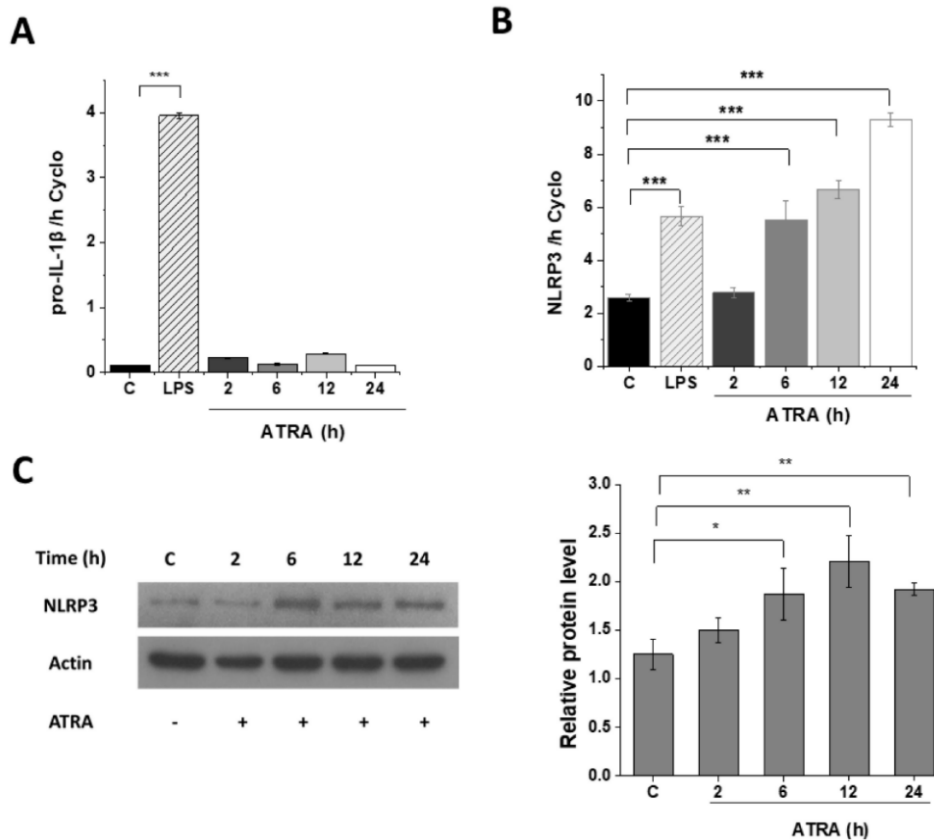 A
***
pro-IL-1β /h Cyclo
4
2
0
C LPS 2 6 12 24
ATRA (h)
B
***
***
***
***
NLRP3 /h Cyclo
10
8
6
4
2
0
C LPS 2 6 12 24
ATRA (h)
C
Time (h) C 2 6 12 24
NLRP3
Actin
ATRA - + + + +
**
**
*
Relative protein level
3.0
2.5
2.0
1.5
1.0
0.5
0.0
C 2 6 12 24
ATRA (h)